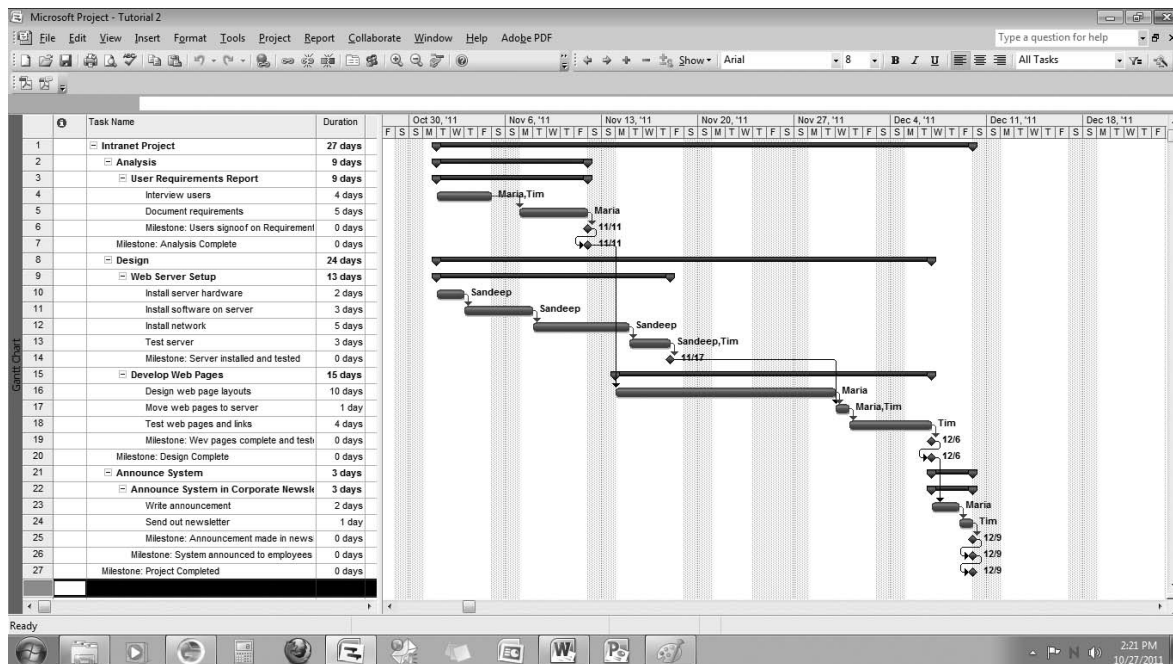 Microsoft Project - Tutorial 2
File Edit View Insert Format Tools Project Report Collaborate Window Help Adobe PDF Type a question for help
Show Arial 8 B I U All Tasks
Task Name Duration Oct 30, '11 Nov 6, '11 Nov 13, '11 Nov 20, '11 Nov 27, '11 Dec 4, '11 Dec 11, '11 Dec 18, '11
F S S M T W T F S S M T W T F S S M T W T F S S M T W T F S S M T W T F S S M T W T F S S M T W T F S S M T W T F
1 Intranet Project 27 days
2 Analysis 9 days
3 User Requirements Report 9 days
4 Interview users 4 days Maria,Tim
5 Document requirements 5 days Maria
6 Milestone: Users signoof on Requirement 0 days 11/11
7 Milestone: Analysis Complete 0 days 11/11
8 Design 24 days
9 Web Server Setup 13 days
10 Install server hardware 2 days Sandeep
11 Install software on server 3 days Sandeep
12 Install network 5 days Sandeep
13 Test server 3 days Sandeep,Tim
14 Milestone: Server installed and tested 0 days 11/17
15 Develop Web Pages 15 days
16 Design web page layouts 10 days Maria
17 Move web pages to server 1 day Maria,Tim
18 Test web pages and links 4 days Tim
19 Milestone: Wev pages complete and test 0 days 12/6
20 Milestone: Design Complete 0 days 12/6
21 Announce System 3 days
22 Announce System in Corporate Newsl 3 days
23 Write announcement 2 days Maria
24 Send out newsletter 1 day Tim
25 Milestone: Announcement made in news 0 days 12/9
26 Milestone: System announced to employees 0 days 12/9
27 Milestone: Project Completed 0 days 12/9
Gantt Chart
Ready
2:21 PM
10/27/2011